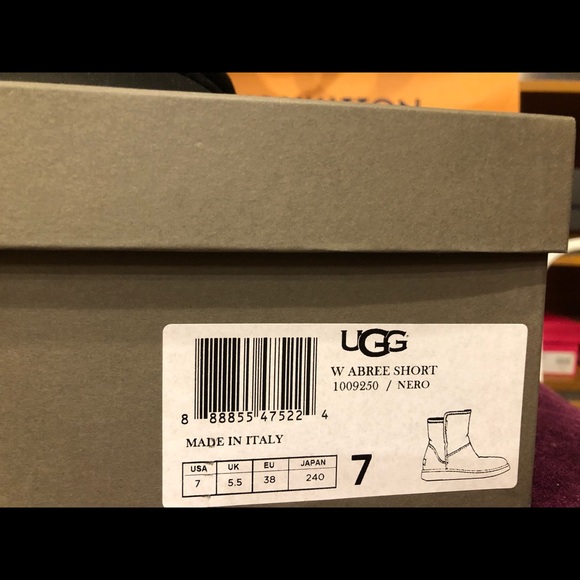 UGG
W ABREE SHORT
1009250 / NERO
8 88855 47522 4
MADE IN ITALY
USA UK EU JAPAN
7 5.5 38 240
7